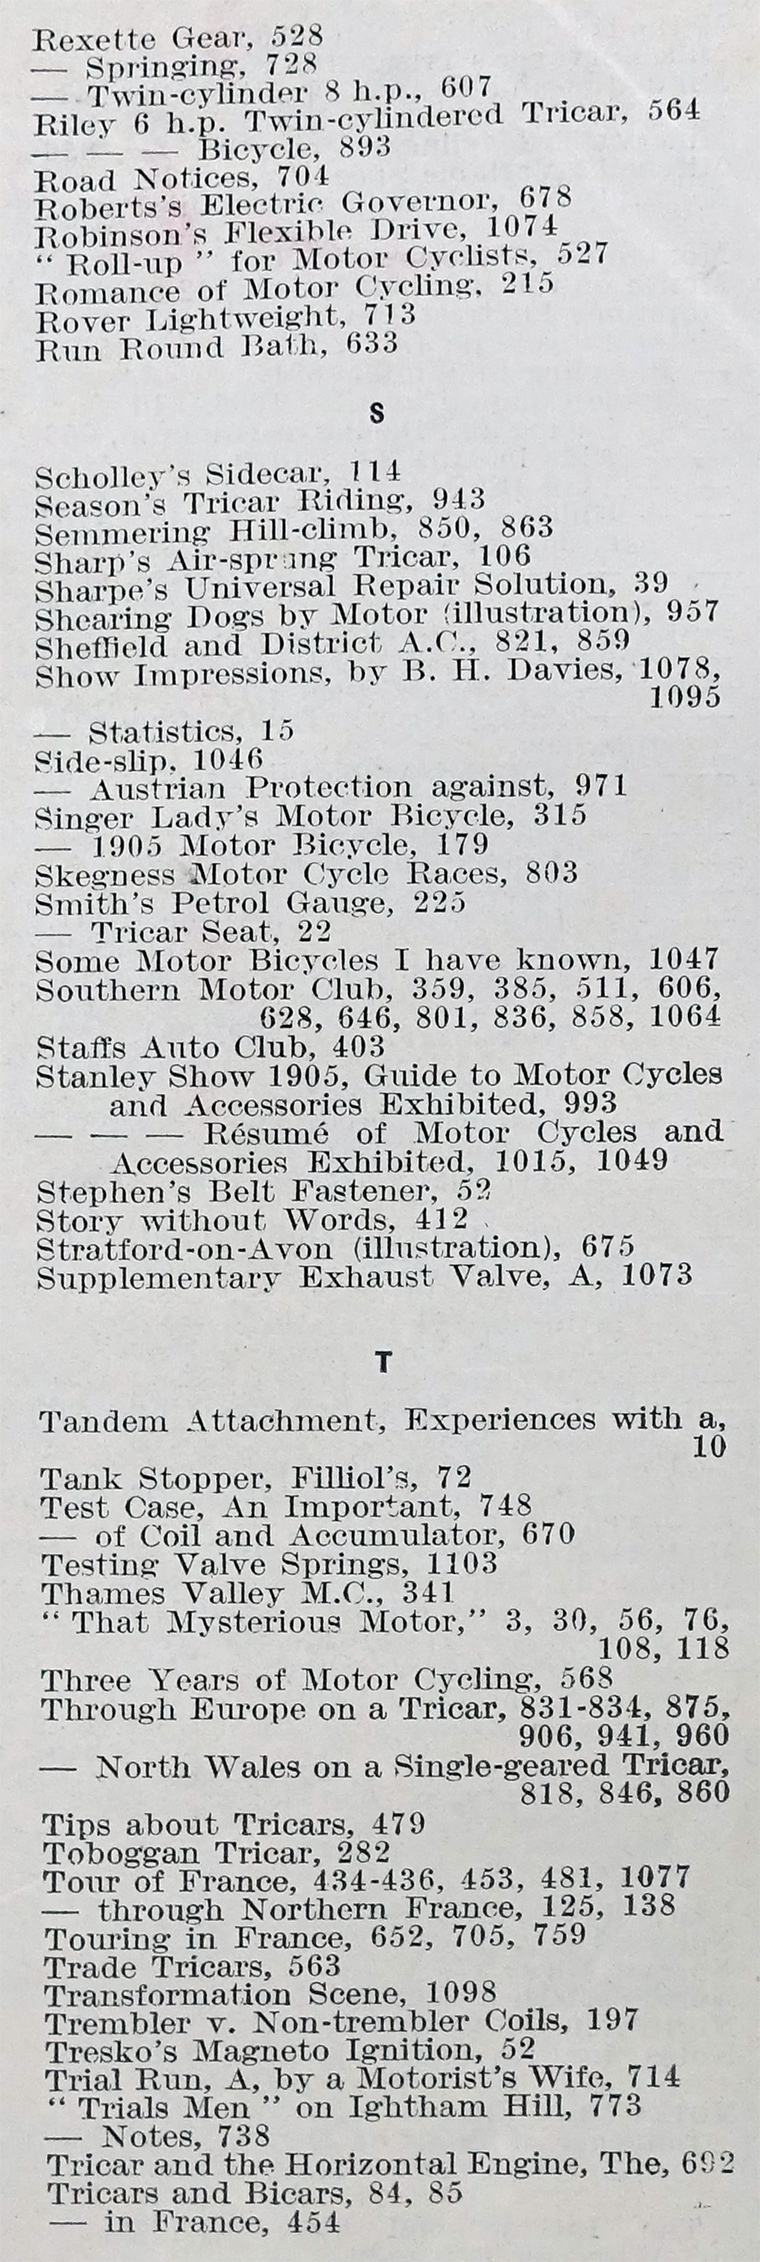 Rexette Gear, 528
— Springing, 728
— Twin-cylinder 8 h.p., 607
Riley 6 h.p. Twin-cylindered Tricar, 564
— — — Bicycle, 893
Road Notices, 704
Roberts's Electric Governor, 678
Robinson's Flexible Drive, 1074
“ Roll-up ” for Motor Cyclists, 527
Romance of Motor Cycling, 215
Rover Lightweight, 713
Run Round Bath, 633
S
Scholley's Sidecar, 114
Season's Tricar Riding, 943
Semmering Hill-climb, 850, 863
Sharp's Air-sprung Tricar, 106
Sharpe's Universal Repair Solution, 39
Shearing Dogs by Motor (illustration), 957
Sheffield and District A.C., 821, 859
Show Impressions, by B. H. Davies, 1078,
1095
— Statistics, 15
Side-slip, 1046
— Austrian Protection against, 971
Singer Lady's Motor Bicycle, 315
— 1905 Motor Bicycle, 179
Skegness Motor Cycle Races, 803
Smith's Petrol Gauge, 225
— Tricar Seat, 22
Some Motor Bicycles I have known, 1047
Southern Motor Club, 359, 385, 511, 606,
628, 646, 801, 836, 858, 1064
Staffs Auto Club, 403
Stanley Show 1905, Guide to Motor Cycles
and Accessories Exhibited, 993
— — — Résumé of Motor Cycles and
Accessories Exhibited, 1015, 1049
Stephen's Belt Fastener, 52
Story without Words, 412
Stratford-on-Avon (illustration), 675
Supplementary Exhaust Valve, A, 1073
T
Tandem Attachment, Experiences with a,
10
Tank Stopper, Filliol's, 72
Test Case, An Important, 748
— of Coil and Accumulator, 670
Testing Valve Springs, 1103
Thames Valley M.C., 341
“ That Mysterious Motor,” 3, 30, 56, 76,
108, 118
Three Years of Motor Cycling, 568
Through Europe on a Tricar, 831-834, 875,
906, 941, 960
— North Wales on a Single-geared Tricar,
818, 846, 860
Tips about Tricars, 479
Toboggan Tricar, 282
Tour of France, 434-436, 453, 481, 1077
— through Northern France, 125, 138
Touring in France, 652, 705, 759
Trade Tricars, 563
Transformation Scene, 1098
Trembler v. Non-trembler Coils, 197
Tresko's Magneto Ignition, 52
Trial Run, A, by a Motorist's Wife, 714
“ Trials Men ” on Ightham Hill, 773
— Notes, 738
Tricar and the Horizontal Engine, The, 692
Tricars and Bicars, 84, 85
— in France, 454